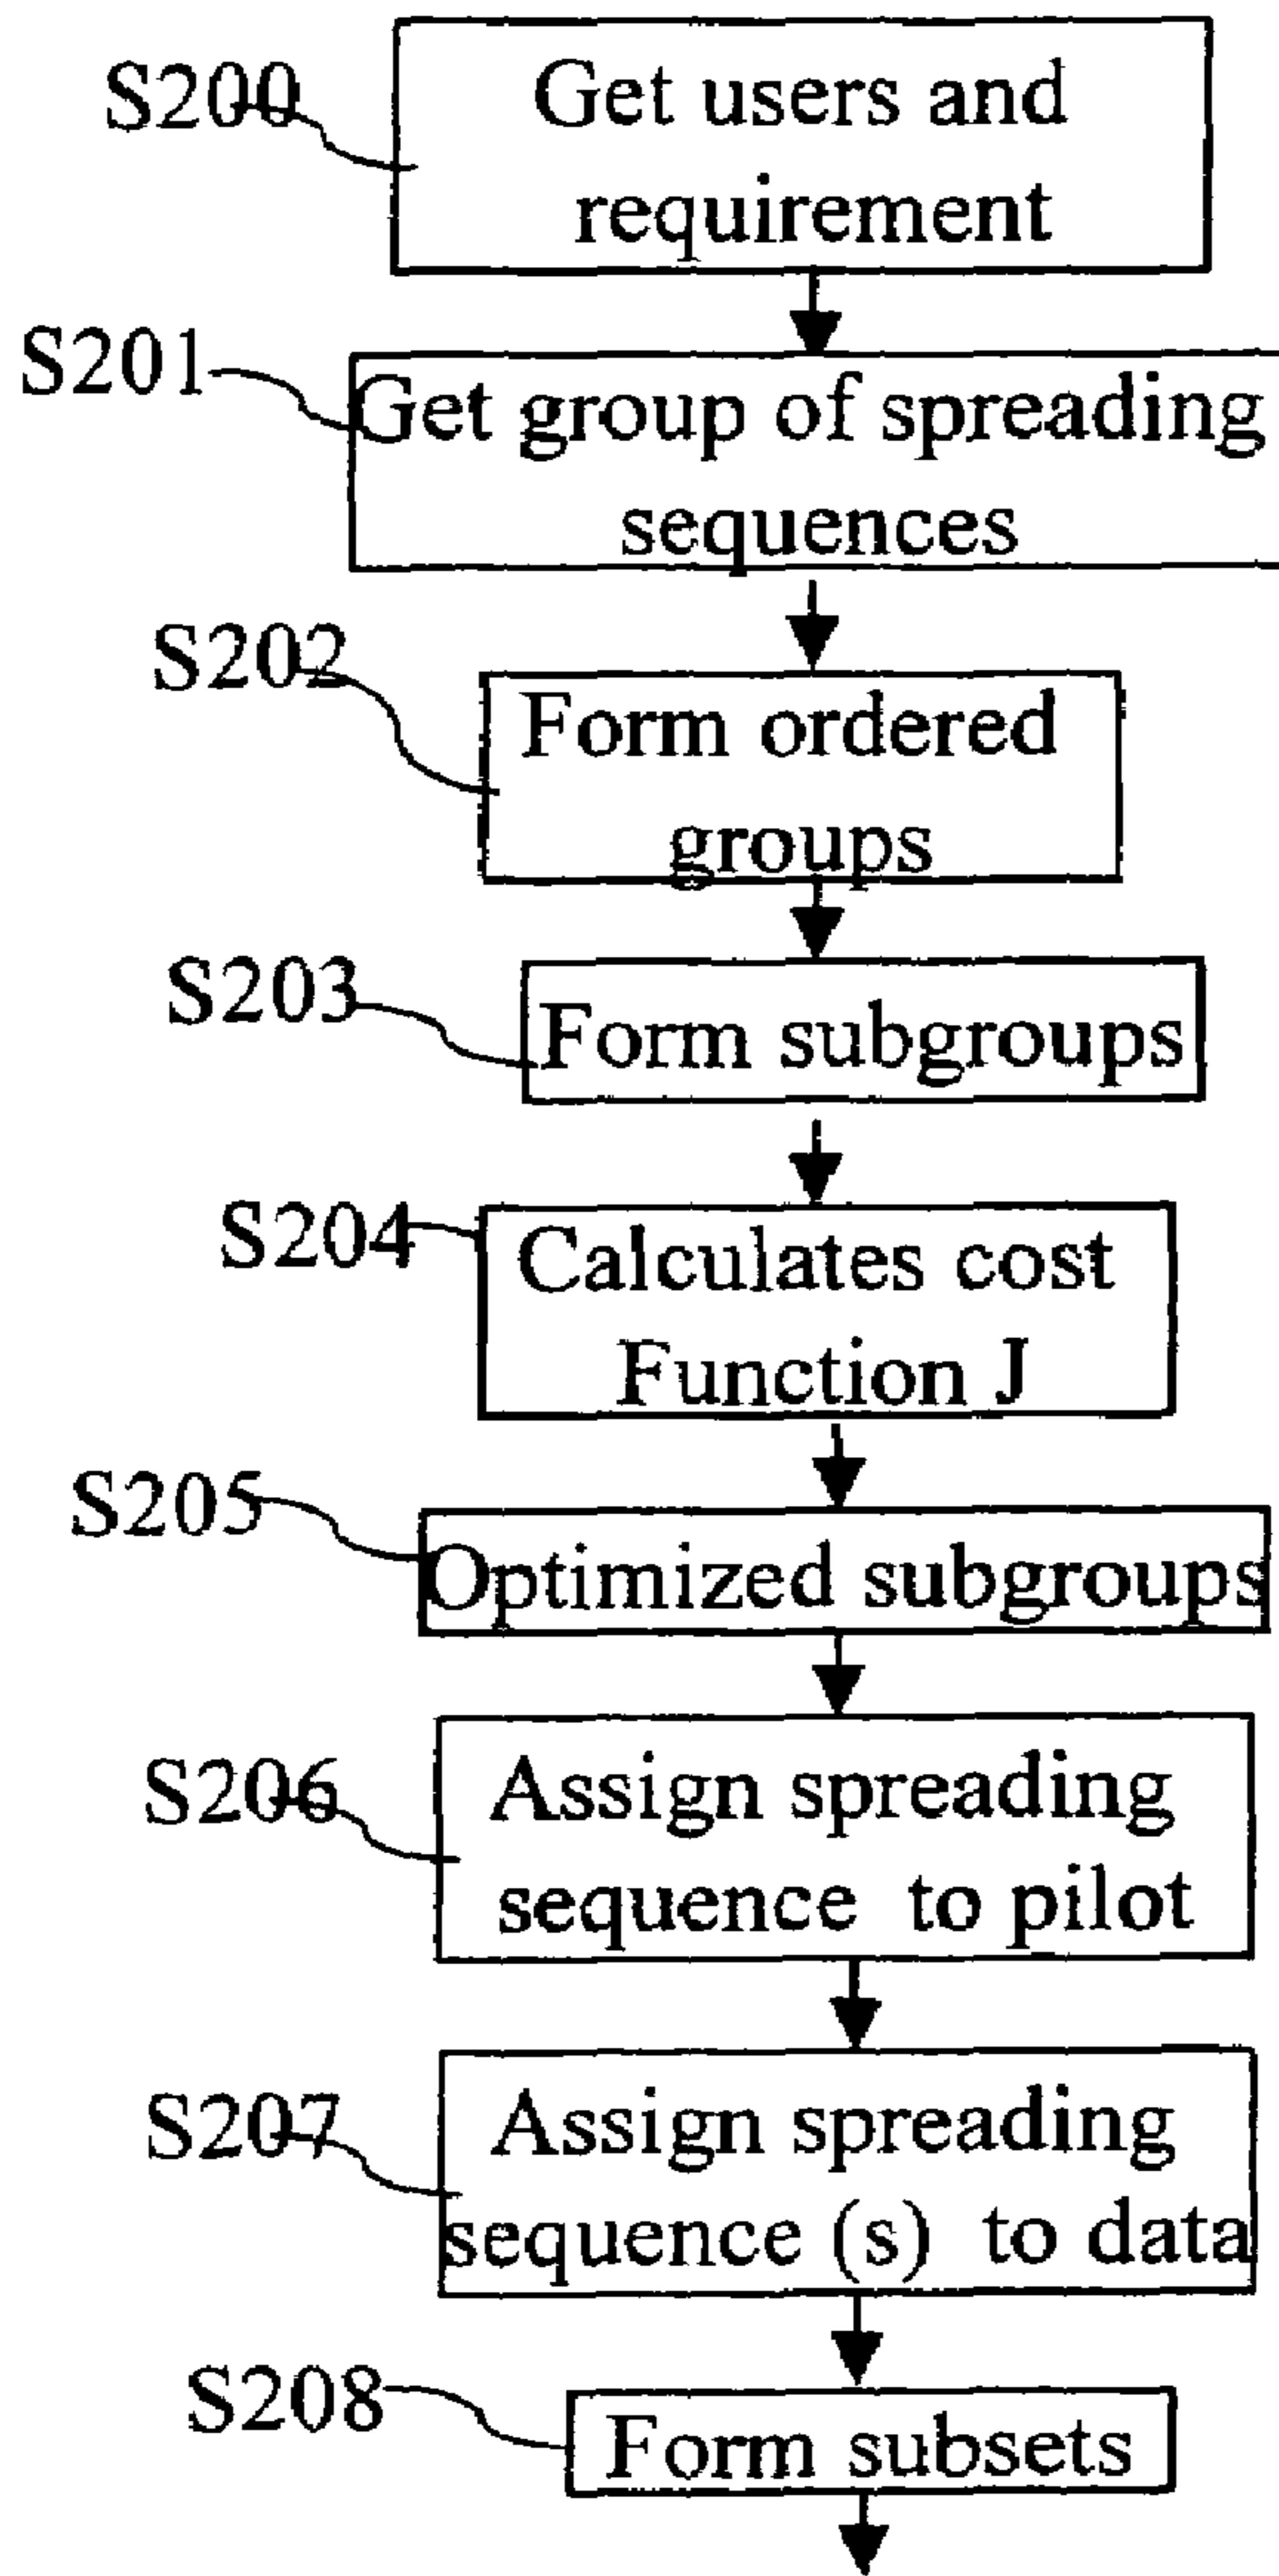 S200
Get users and
requirement
S201
Get group of spreading
sequences
S202
Form ordered
groups
S203
Form subgroups
S204
Calculates cost
Function J
S205
Optimized subgroups
S206
Assign spreading
sequence to pilot
S207
Assign spreading
sequence (s) to data
S208
Form subsets